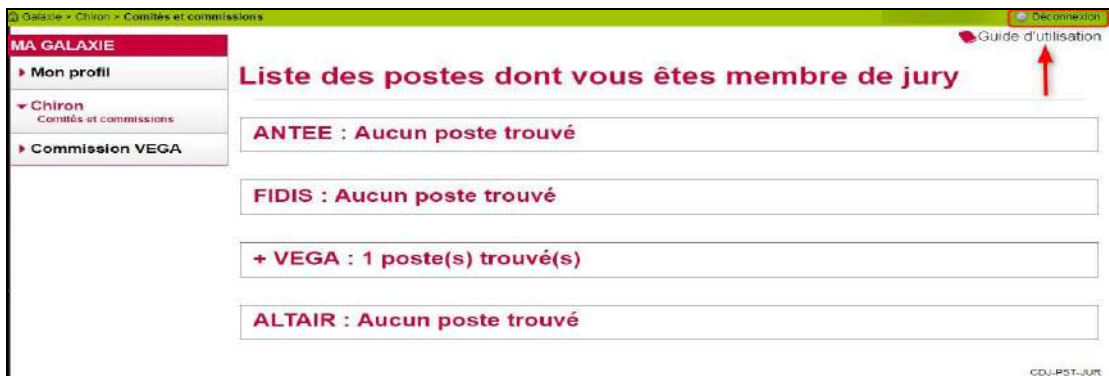 Galaxie > Chiron > Comités et commissions
Déconnexion
Guide d'utilisation
MA GALAXIE
Mon profil
Chiron
Comités et commissions
Commission VEGA
Liste des postes dont vous êtes membre de jury
ANTEE : Aucun poste trouvé
FIDIS : Aucun poste trouvé
+ VEGA : 1 poste(s) trouvé(s)
ALTAIR : Aucun poste trouvé
CDJ-PST-JUR